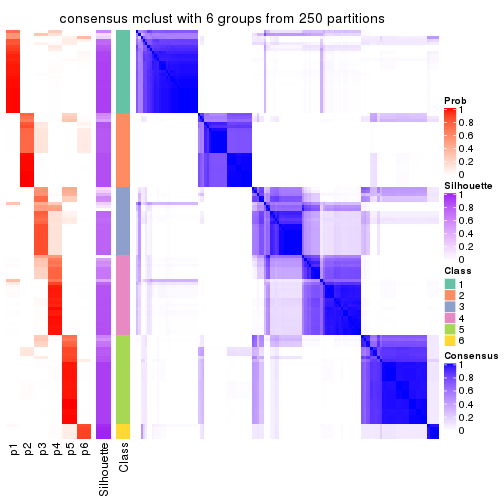 consensus mclust with 6 groups from 250 partitions
p1
p2
p3
p4
p5
p6
Silhouette
Class
Prob
1
0.8
0.6
0.4
0.2
0
Silhouette
1
0.8
0.6
0.4
0.2
0
Class
1
2
3
4
5
6
Consensus
1
0.8
0.6
0.4
0.2
0